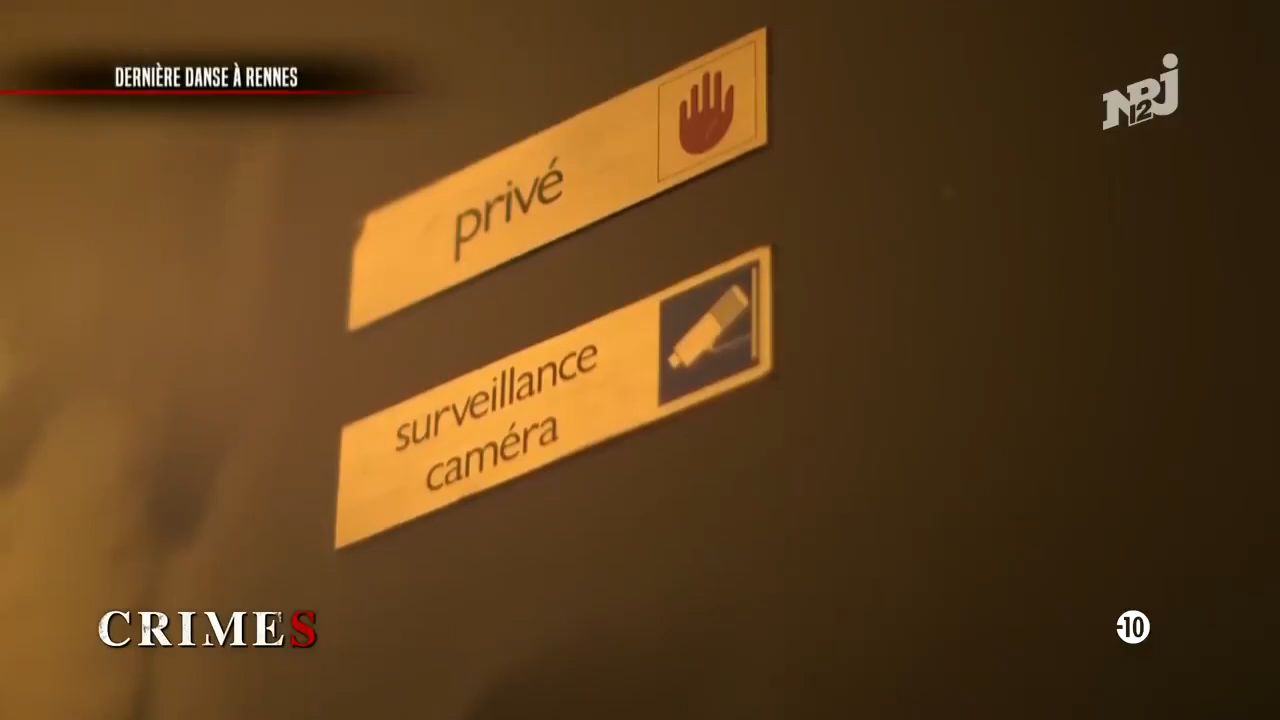 DERNIÈRE DANSE À RENNES
NRJ
12
privé
surveillance
caméra
CRIMES
-10